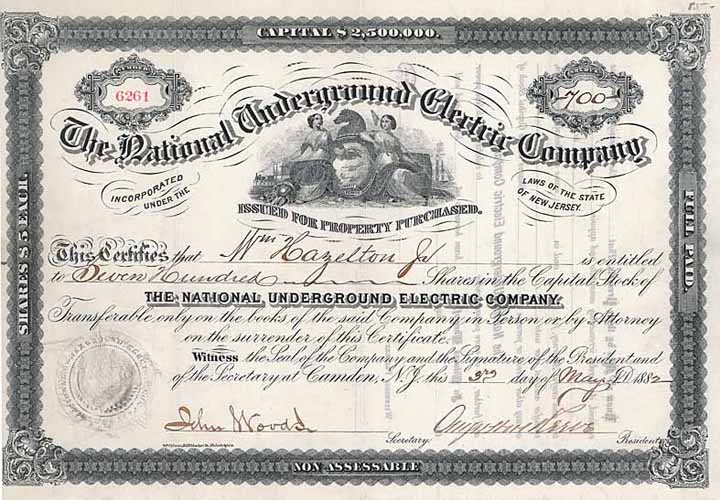 85-
CAPITAL $2,500,000.
NUMBER
6261
SHARES
700
The National Underground Electric Company,
INCORPORATED
UNDER THE
LAWS OF THE STATE
OF NEW JERSEY.
ISSUED FOR PROPERTY PURCHASED.
SHARES $5 EACH
FULL PAID
This Certifies that Wm Hazelton Jr is entitled
to Seven Hundred Shares in the Capital Stock of
THE NATIONAL UNDERGROUND ELECTRIC COMPANY.
Transferable only on the books of the said Company in Person or by Attorney
on the surrender of this Certificate.
Witness the Seal of the Company and the Signature of the President and
of the Secretary at Camden, N.J. this 3rd day of May AD 1882
John Woods
Secretary.
President.
NON ASSESSABLE